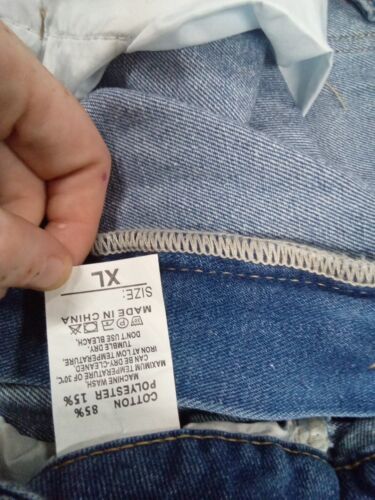 SIZE: XL
MADE IN CHINA
DON'T USE BLEACH.
TUMBLE DRY.
IRON AT LOW TEMPERATURE.
CAN BE DRY-CLEANED
MAXIMUM TEMPERATURE OF 30℃
MACHINE WASH,
POLYESTER 15%
COTTON 85%